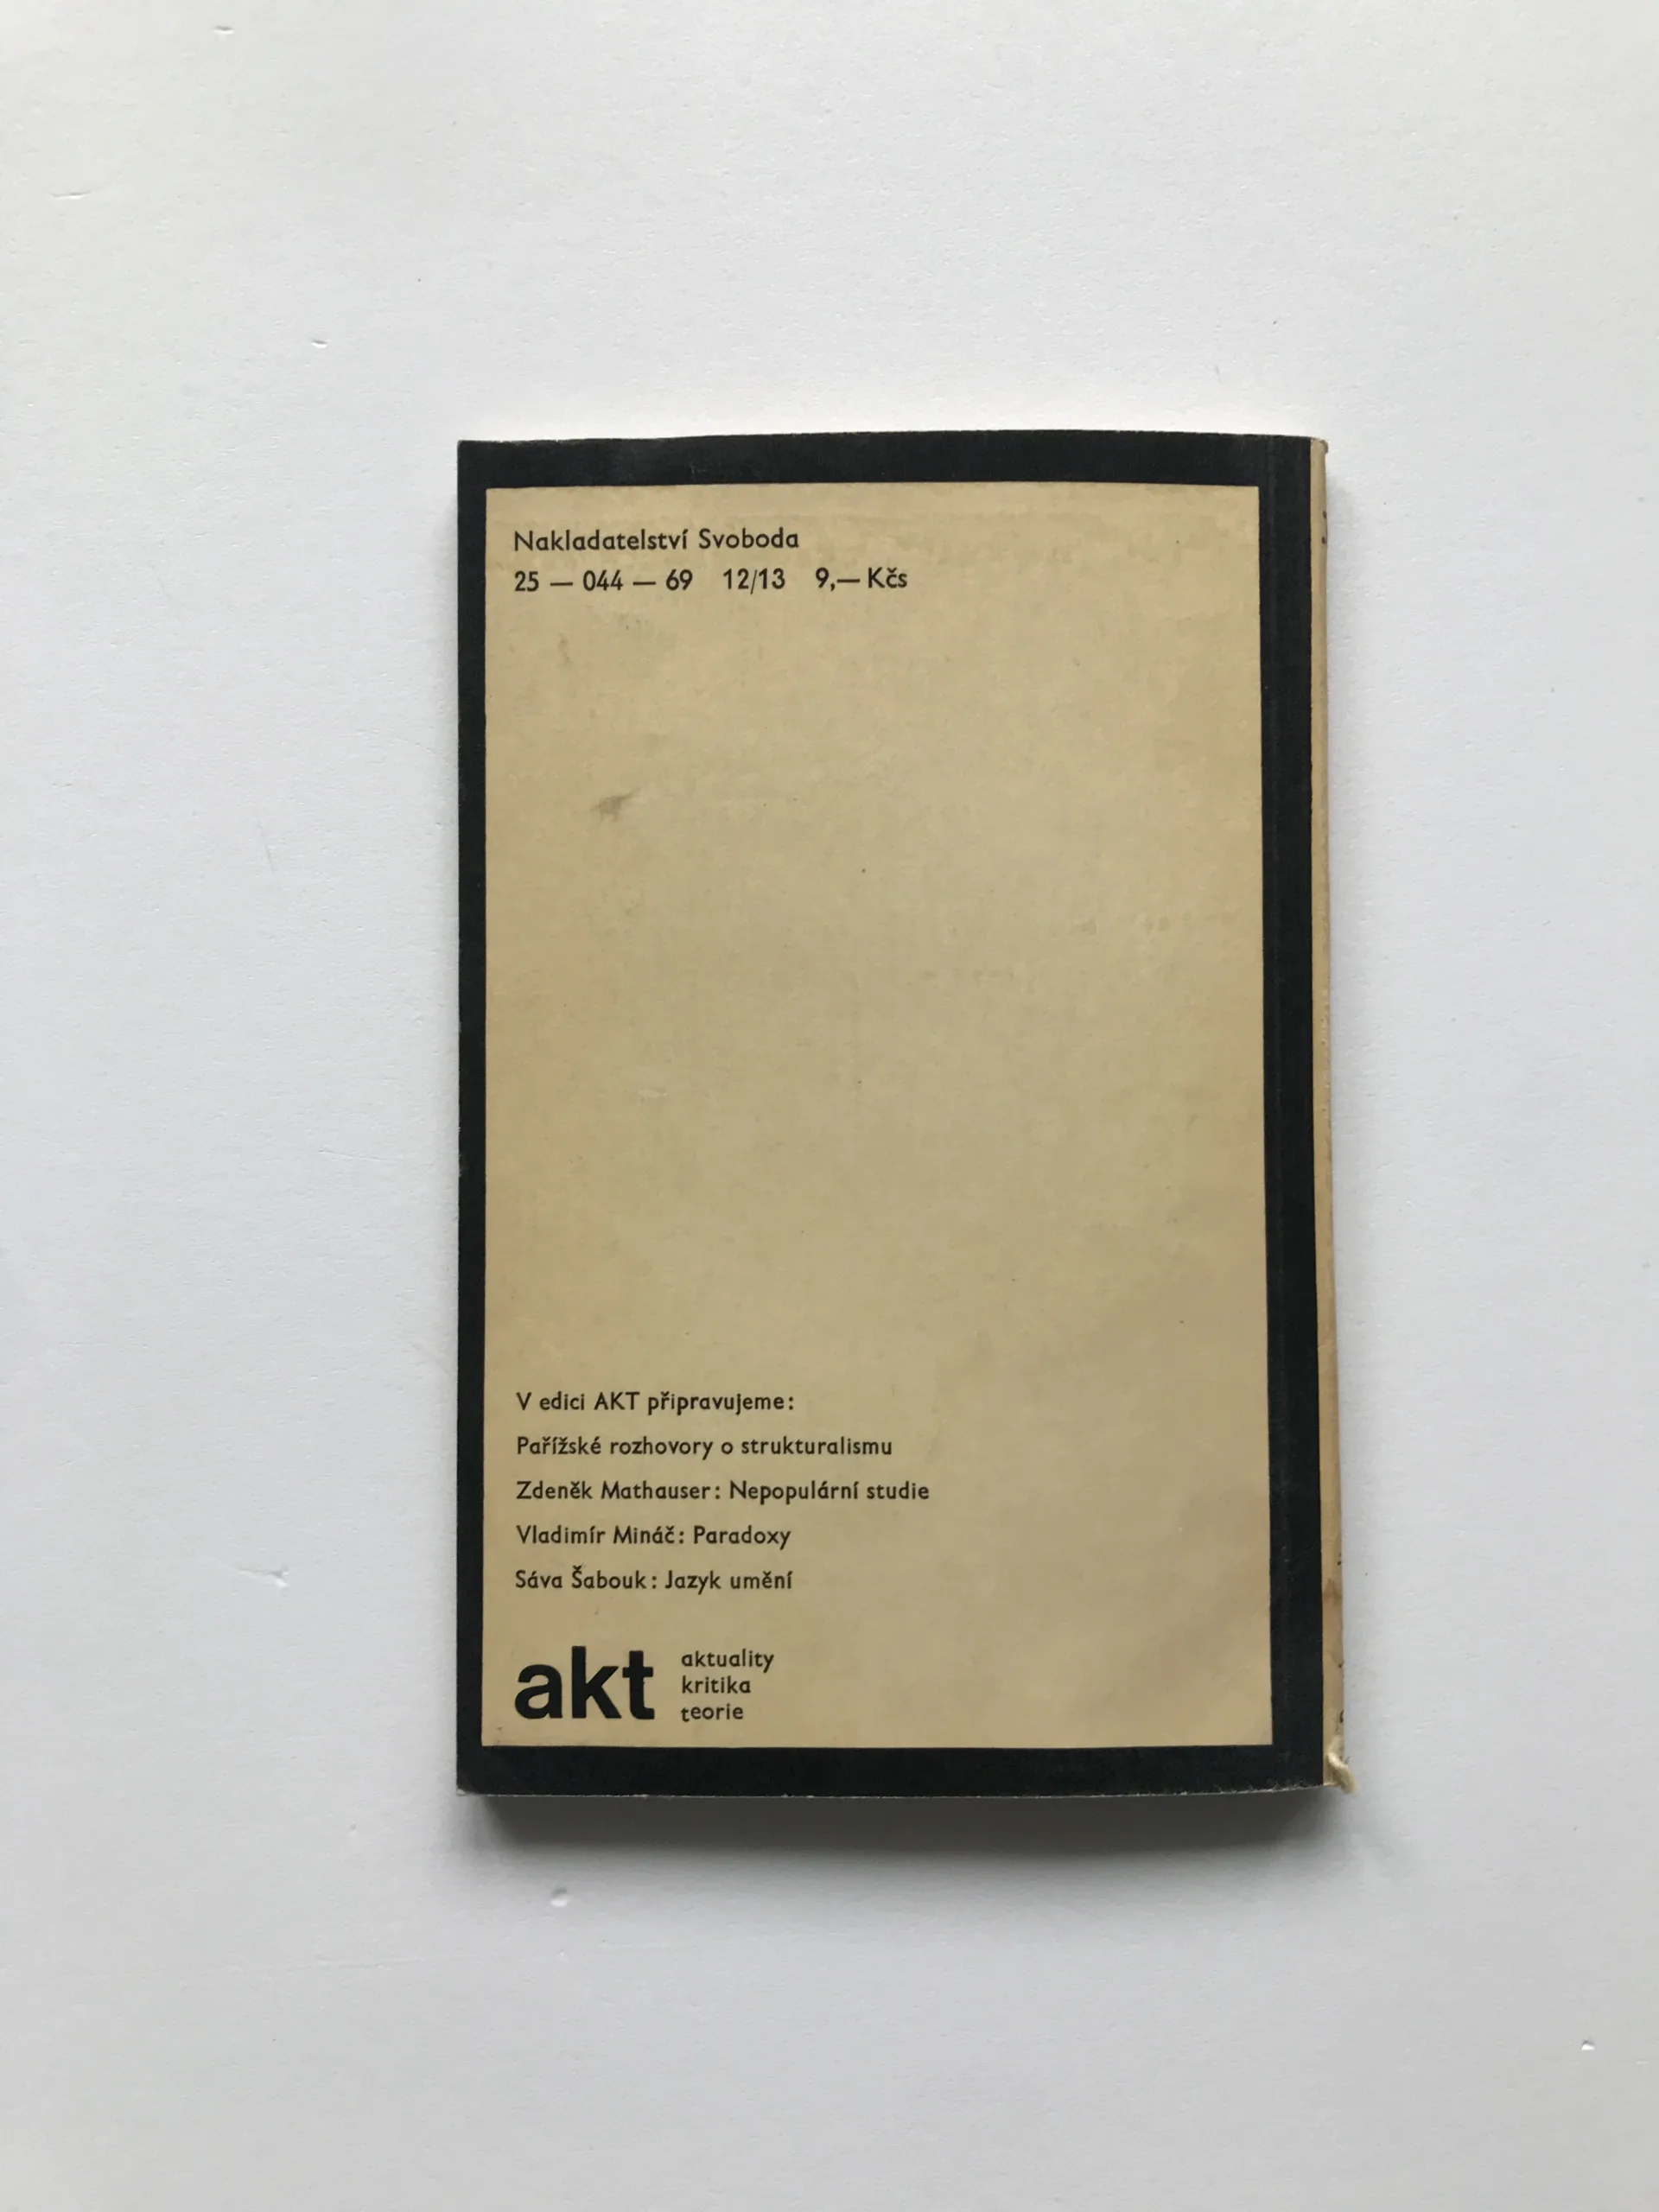 Nakladatelství Svoboda
25 — 044 — 69 12/13 9,— Kčs
V edici AKT připravujeme:
Pařížské rozhovory o strukturalismu
Zdeněk Mathauser: Nepopulární studie
Vladimír Mináč: Paradoxy
Sáva Šabouk: Jazyk umění
akt
aktuality
kritika
teorie